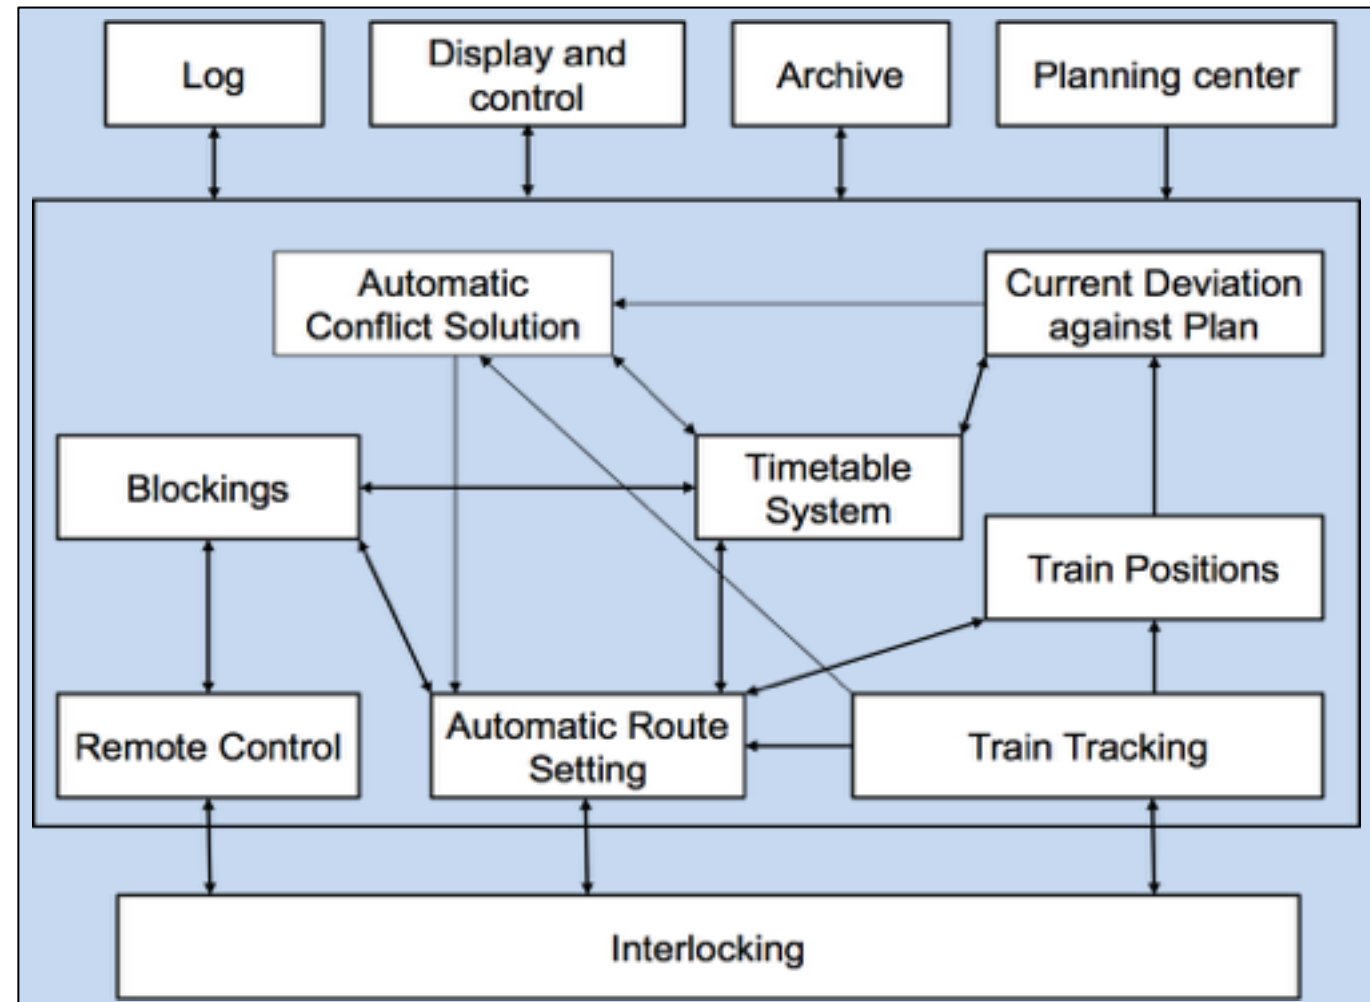 Log
Display and
control
Archive
Planning center
Automatic
Conflict Solution
Current Deviation
against Plan
Blockings
Timetable
System
Train Positions
Remote Control
Automatic Route
Setting
Train Tracking
Interlocking